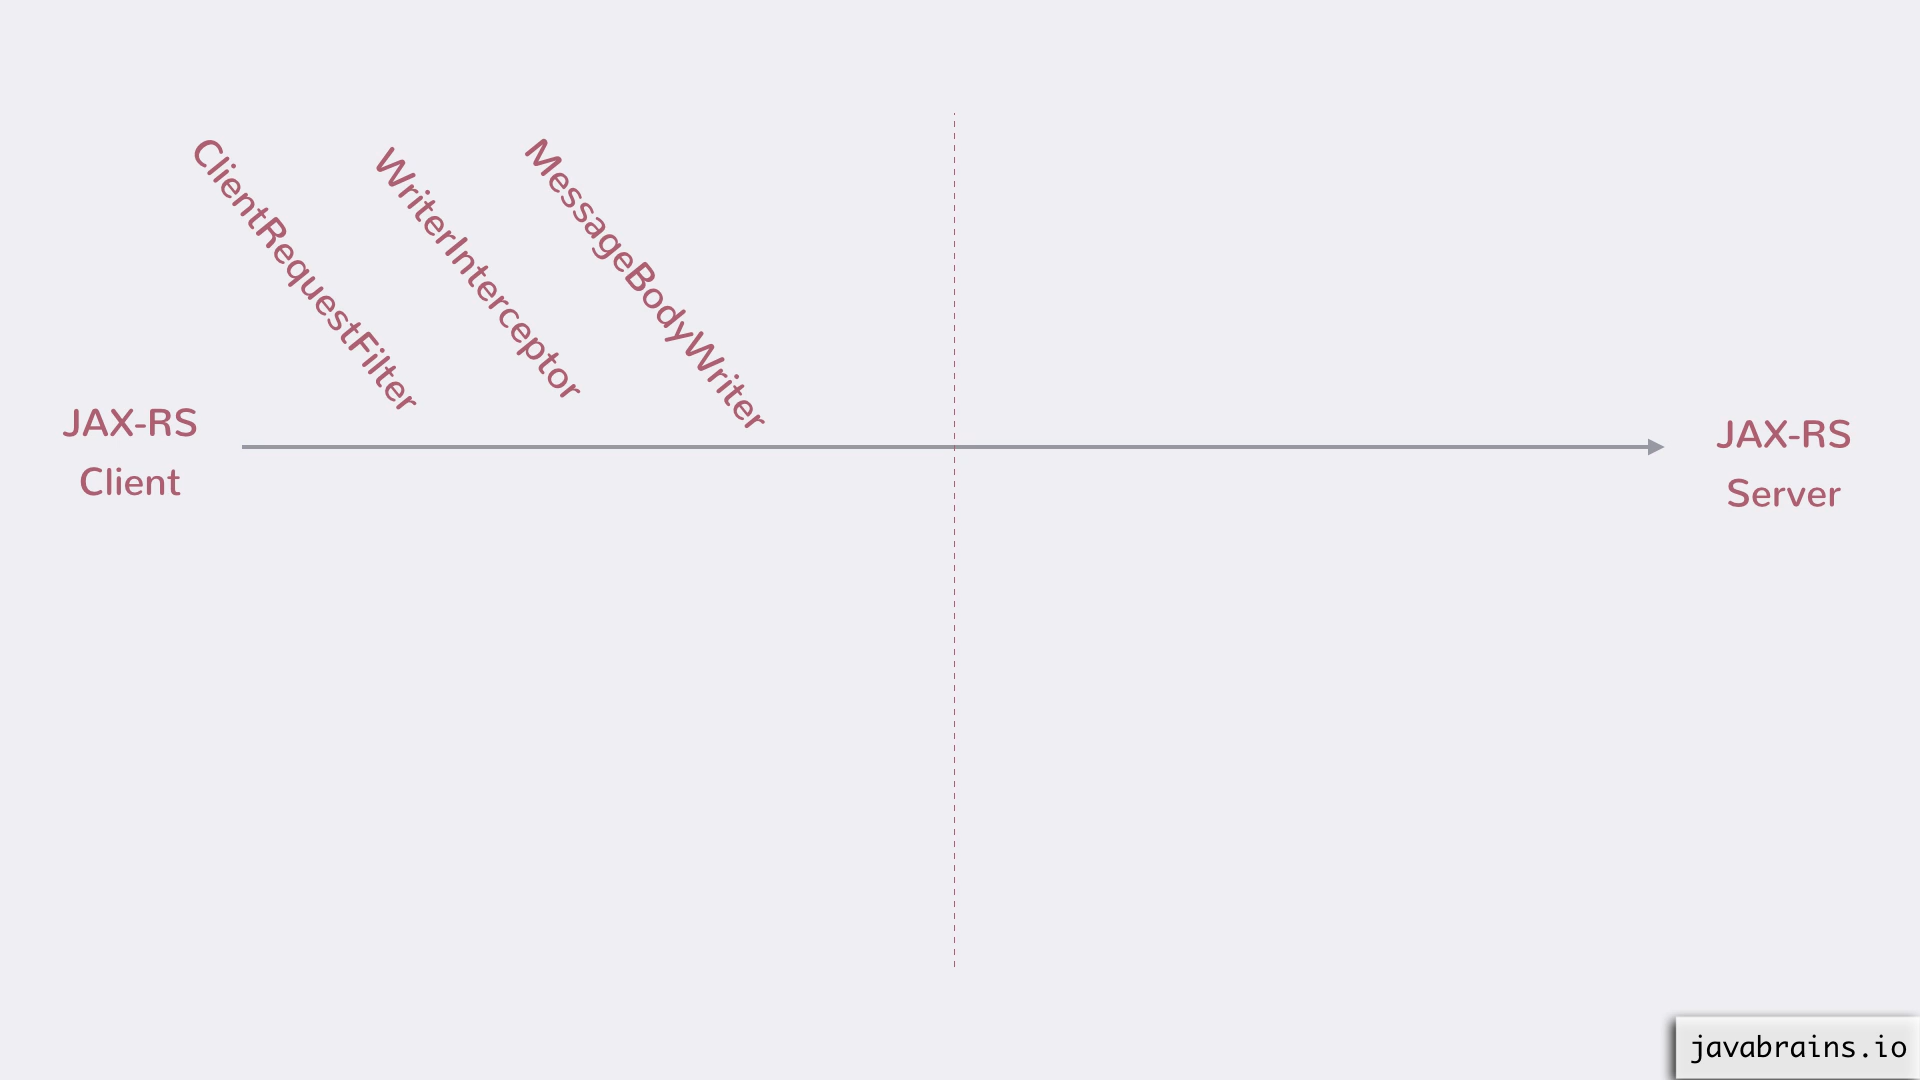 ClientRequestFilter
WriterInterceptor
MessageBodyWriter
JAX-RS
Client
JAX-RS
Server
javabrains.io